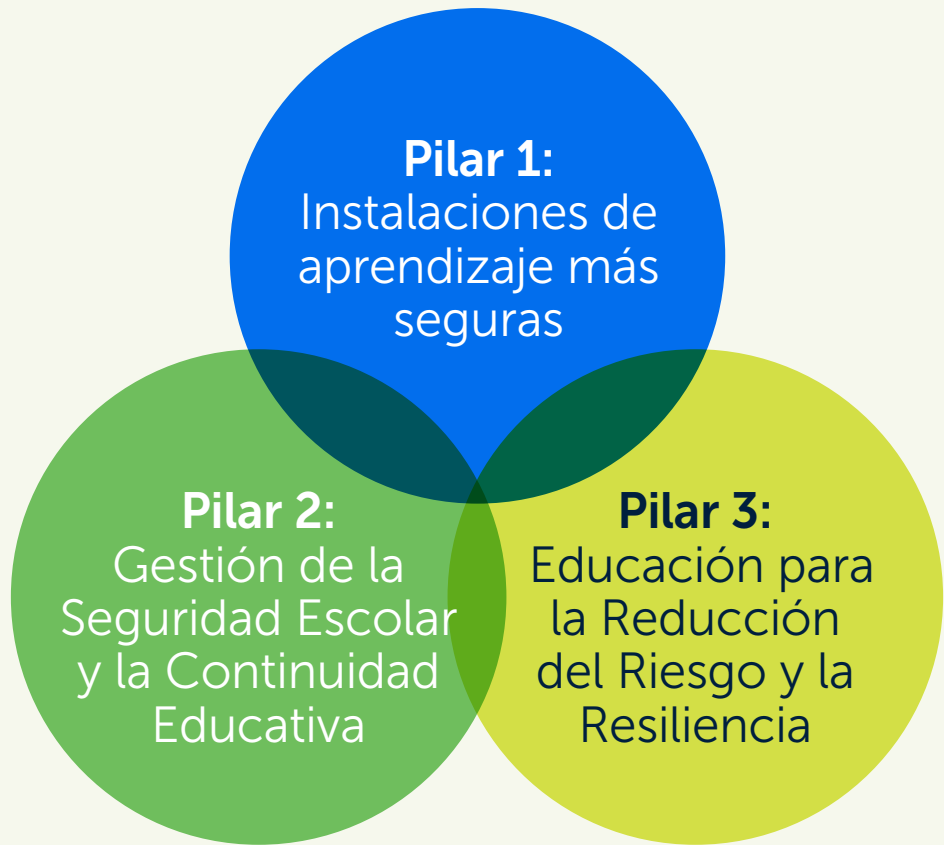 Pilar 1:
Instalaciones de
aprendizaje más
seguras
Pilar 2:
Gestión de la
Seguridad Escolar
y la Continuidad
Educativa
Pilar 3:
Educación para
la Reducción
del Riesgo y la
Resiliencia